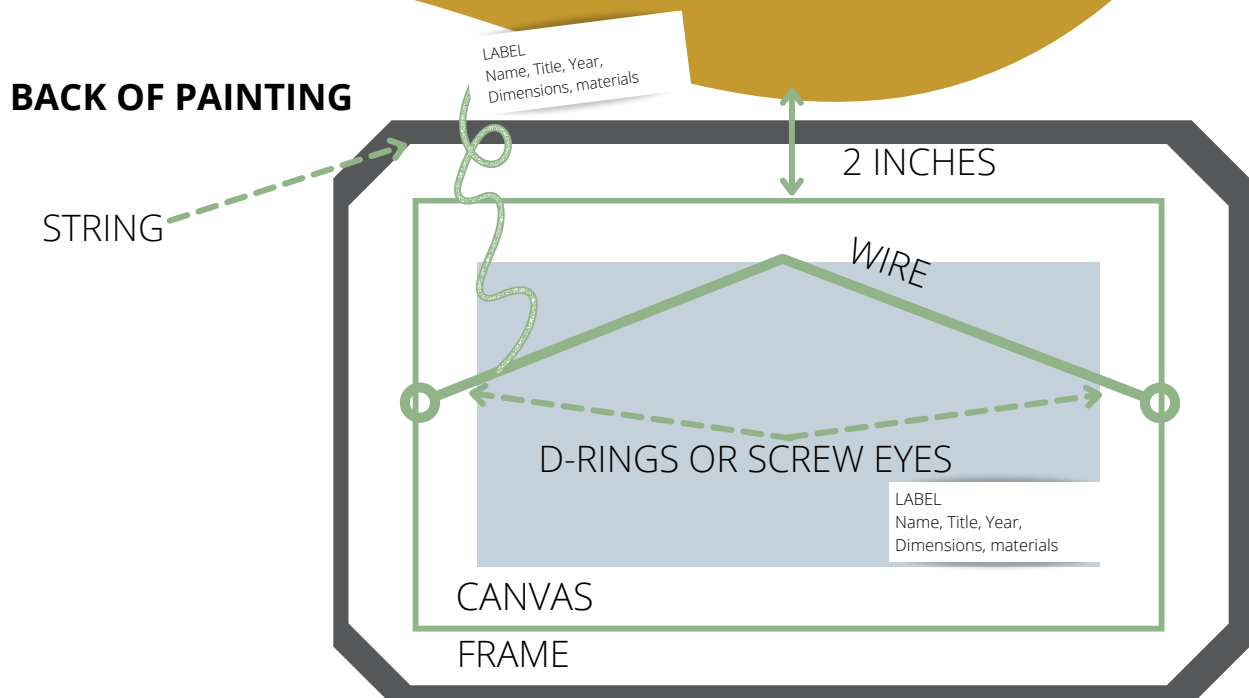 LABEL
Name, Title, Year,
Dimensions, materials
BACK OF PAINTING
2 INCHES
STRING
WIRE
D-RINGS OR SCREW EYES
LABEL
Name, Title, Year,
Dimensions, materials
CANVAS
FRAME